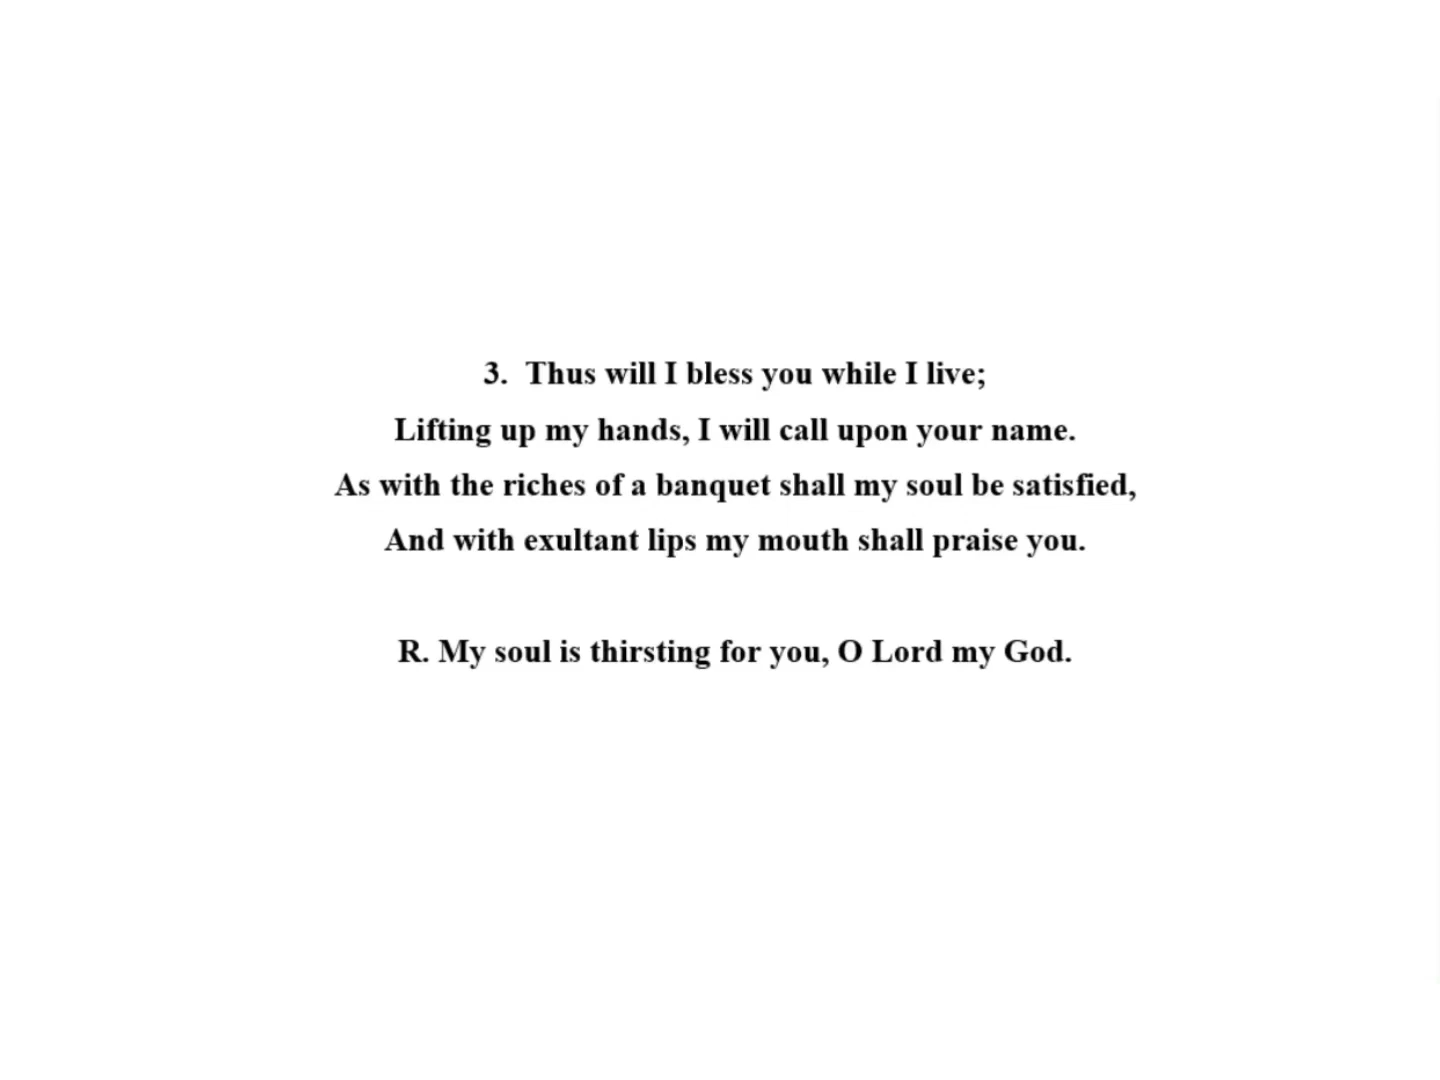 3. Thus will I bless you while I live;
Lifting up my hands, I will call upon your name.
As with the riches of a banquet shall my soul be satisfied,
And with exultant lips my mouth shall praise you.
R. My soul is thirsting for you, O Lord my God.